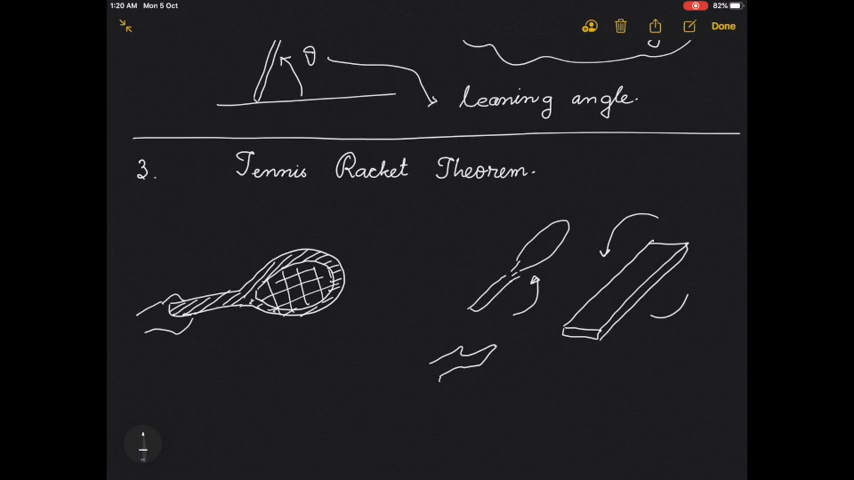 1:20 AM Mon 5 Oct
82%
Done
θ
leaning angle.
3. Tennis Racket Theorem.